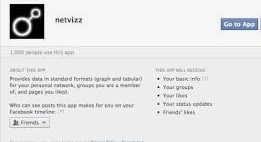 netvizz
Go to App
1,000 people use this app
ABOUT THIS APP
Provides data in standard formats (graph and tabular)
for your personal network, groups you are a member
of, and pages you liked.
Who can see posts this app makes for you on your
Facebook timeline: [?]
Friends
THIS APP WILL RECEIVE:
• Your basic info [?]
• Your groups
• Your likes
• Your status updates
• Friends' likes